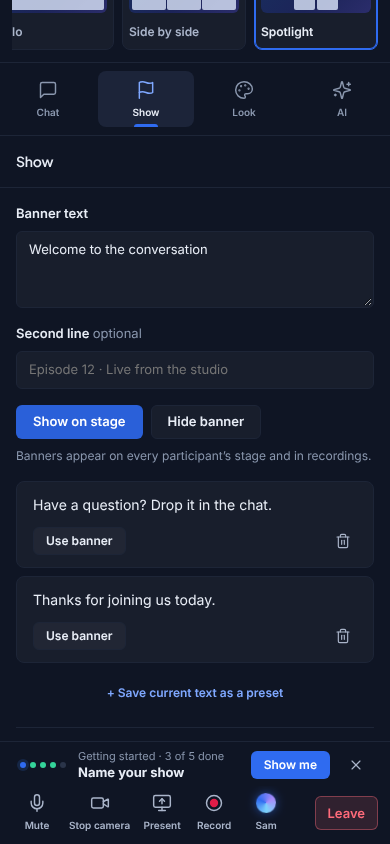 lo
Side by side
Spotlight
Chat
Show
Look
AI
Show
Banner text
Welcome to the conversation
Second line optional
Episode 12 · Live from the studio
Show on stage
Hide banner
Banners appear on every participant's stage and in recordings.
Have a question? Drop it in the chat.
Use banner
Thanks for joining us today.
Use banner
+ Save current text as a preset
Getting started · 3 of 5 done
Name your show
Show me
Mute
Stop camera
Present
Record
Sam
Leave